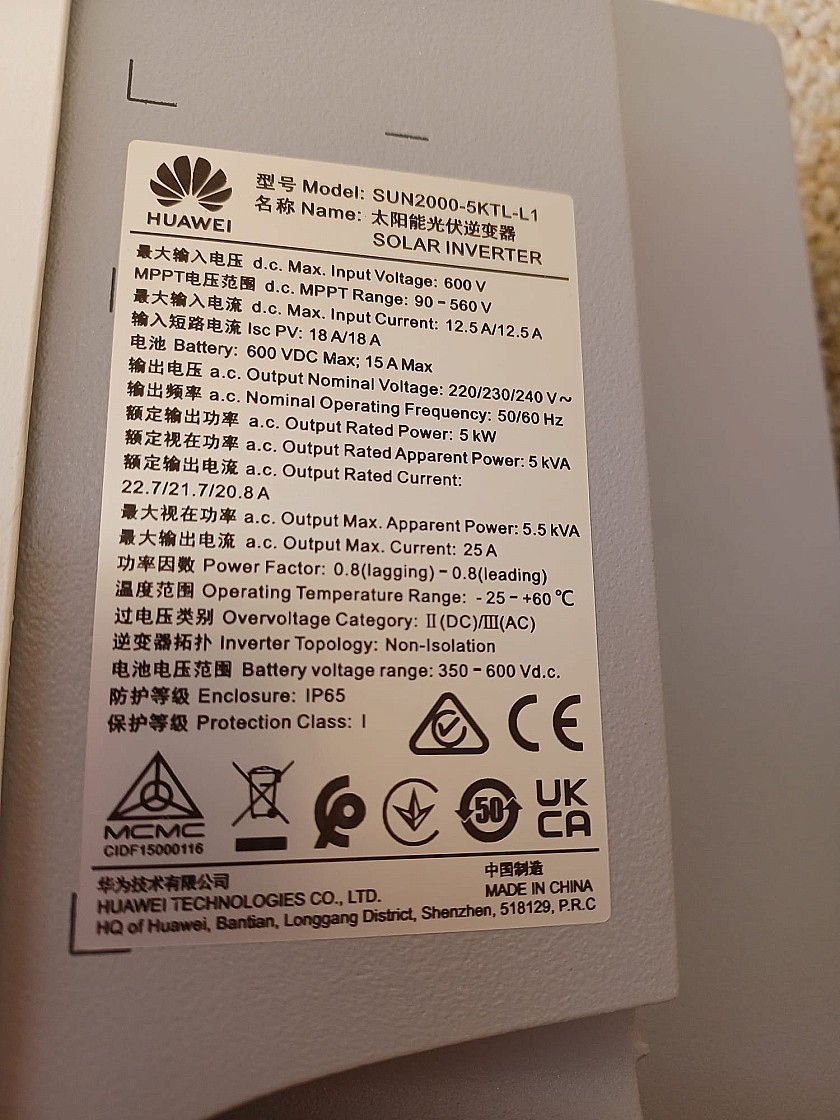 HUAWEI
型号 Model: SUN2000-5KTL-L1
名称 Name: 太阳能光伏逆变器
SOLAR INVERTER
最大输入电压 d.c. Max. Input Voltage: 600 V
MPPT电压范围 d.c. MPPT Range: 90 – 560 V
最大输入电流 d.c. Max. Input Current: 12.5 A/12.5 A
输入短路电流 Isc PV: 18 A/18 A
电池 Battery: 600 VDC Max; 15 A Max
输出电压 a.c. Output Nominal Voltage: 220/230/240 V~
输出频率 a.c. Nominal Operating Frequency: 50/60 Hz
额定输出功率 a.c. Output Rated Power: 5 kW
额定视在功率 a.c. Output Rated Apparent Power: 5 kVA
额定输出电流 a.c. Output Rated Current:
22.7/21.7/20.8 A
最大视在功率 a.c. Output Max. Apparent Power: 5.5 kVA
最大输出电流 a.c. Output Max. Current: 25 A
功率因数 Power Factor: 0.8(lagging) – 0.8(leading)
温度范围 Operating Temperature Range: - 25 – +60 ℃
过电压类别 Overvoltage Category: Ⅱ(DC)/Ⅲ(AC)
逆变器拓扑 Inverter Topology: Non-Isolation
电池电压范围 Battery voltage range: 350 – 600 Vd.c.
防护等级 Enclosure: IP65
保护等级 Protection Class: Ⅰ
CE
MCMC
CIDF15000116
50
UK
CA
华为技术有限公司
HUAWEI TECHNOLOGIES CO., LTD.
中国制造
MADE IN CHINA
HQ of Huawei, Bantian, Longgang District, Shenzhen, 518129, P.R.C